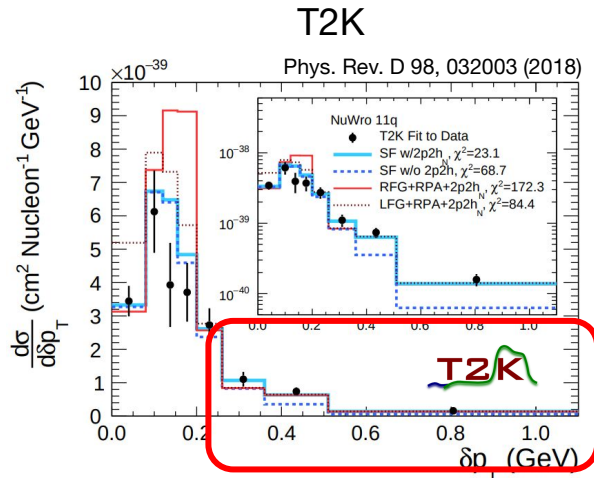 T2K
Phys. Rev. D 98, 032003 (2018)
×10⁻³⁹
NuWro 11q
T2K Fit to Data
SF w/2p2h_N, χ²=23.1
SF w/o 2p2h, χ²=68.7
RFG+RPA+2p2h_N, χ²=172.3
LFG+RPA+2p2h_N, χ²=84.4
10⁻³⁸
10⁻³⁹
10⁻⁴⁰
0.0 0.2 0.4 0.6 0.8 1.0
10
9
8
7
6
5
4
3
2
1
0
dσ/dδp_T (cm² Nucleon⁻¹ GeV⁻¹)
T2K
0.0 0.2 0.4 0.6 0.8 1.0
δp_T (GeV)